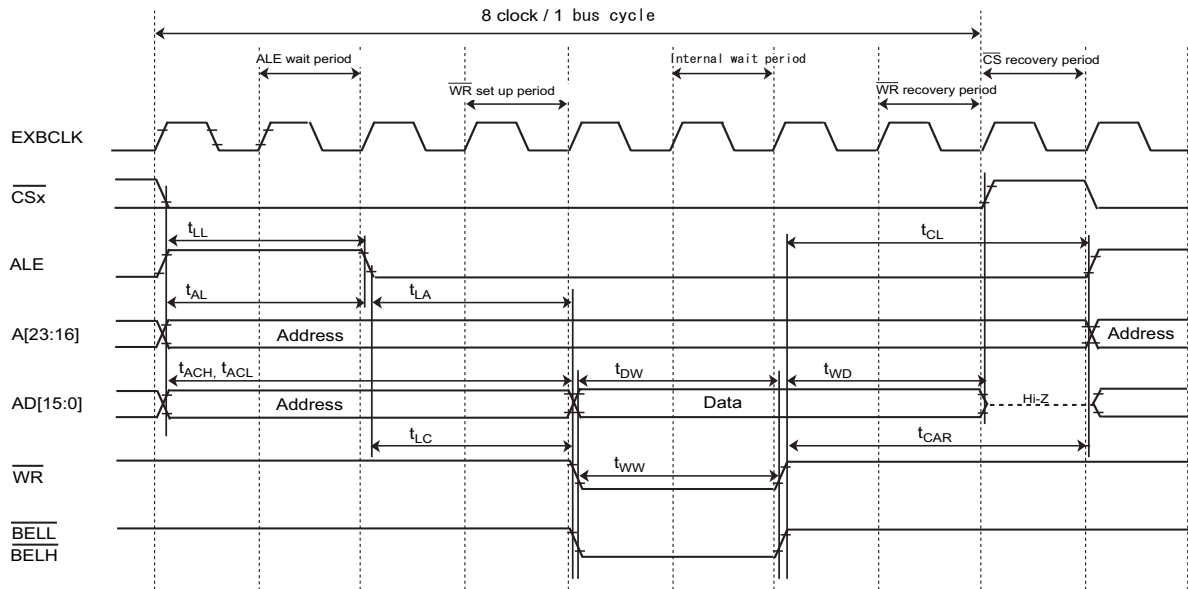 8 clock / 1 bus cycle
ALE wait period
Internal wait period
CS recovery period
WR set up period
WR recovery period
EXBCLK
CSx
tLL
tCL
ALE
tAL
tLA
A[23:16]
Address
Address
tACH, tACL
tDW
tWD
AD[15:0]
Address
Data
Hi-Z
tLC
tCAR
WR
tWW
BELL
BELH